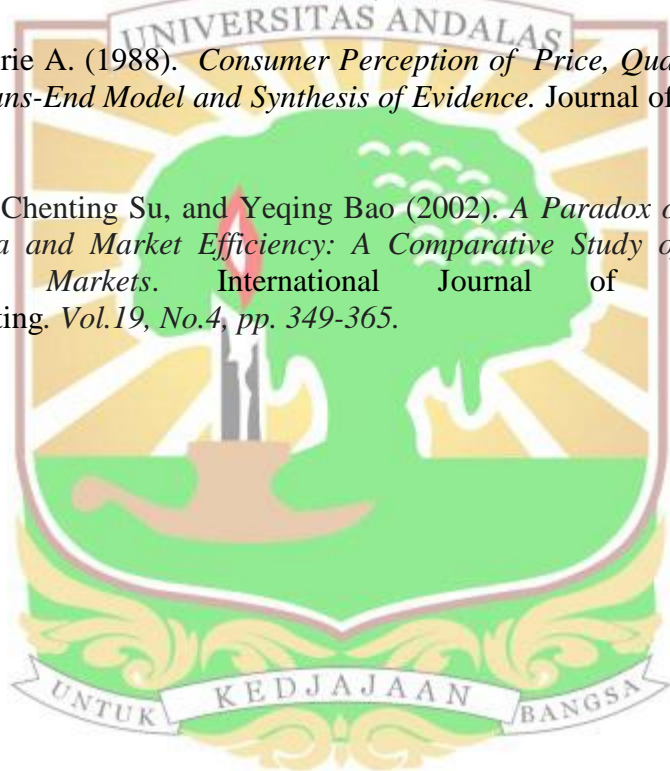 UNIVERSITAS ANDALAS
rie A. (1988). Consumer Perception of Price, Qua
ns-End Model and Synthesis of Evidence. Journal of
Chenting Su, and Yeqing Bao (2002). A Paradox o
a and Market Efficiency: A Comparative Study o
Markets. International Journal of
ting. Vol.19, No.4, pp. 349-365.
UNTUK KEDJAJAAN BANGSA